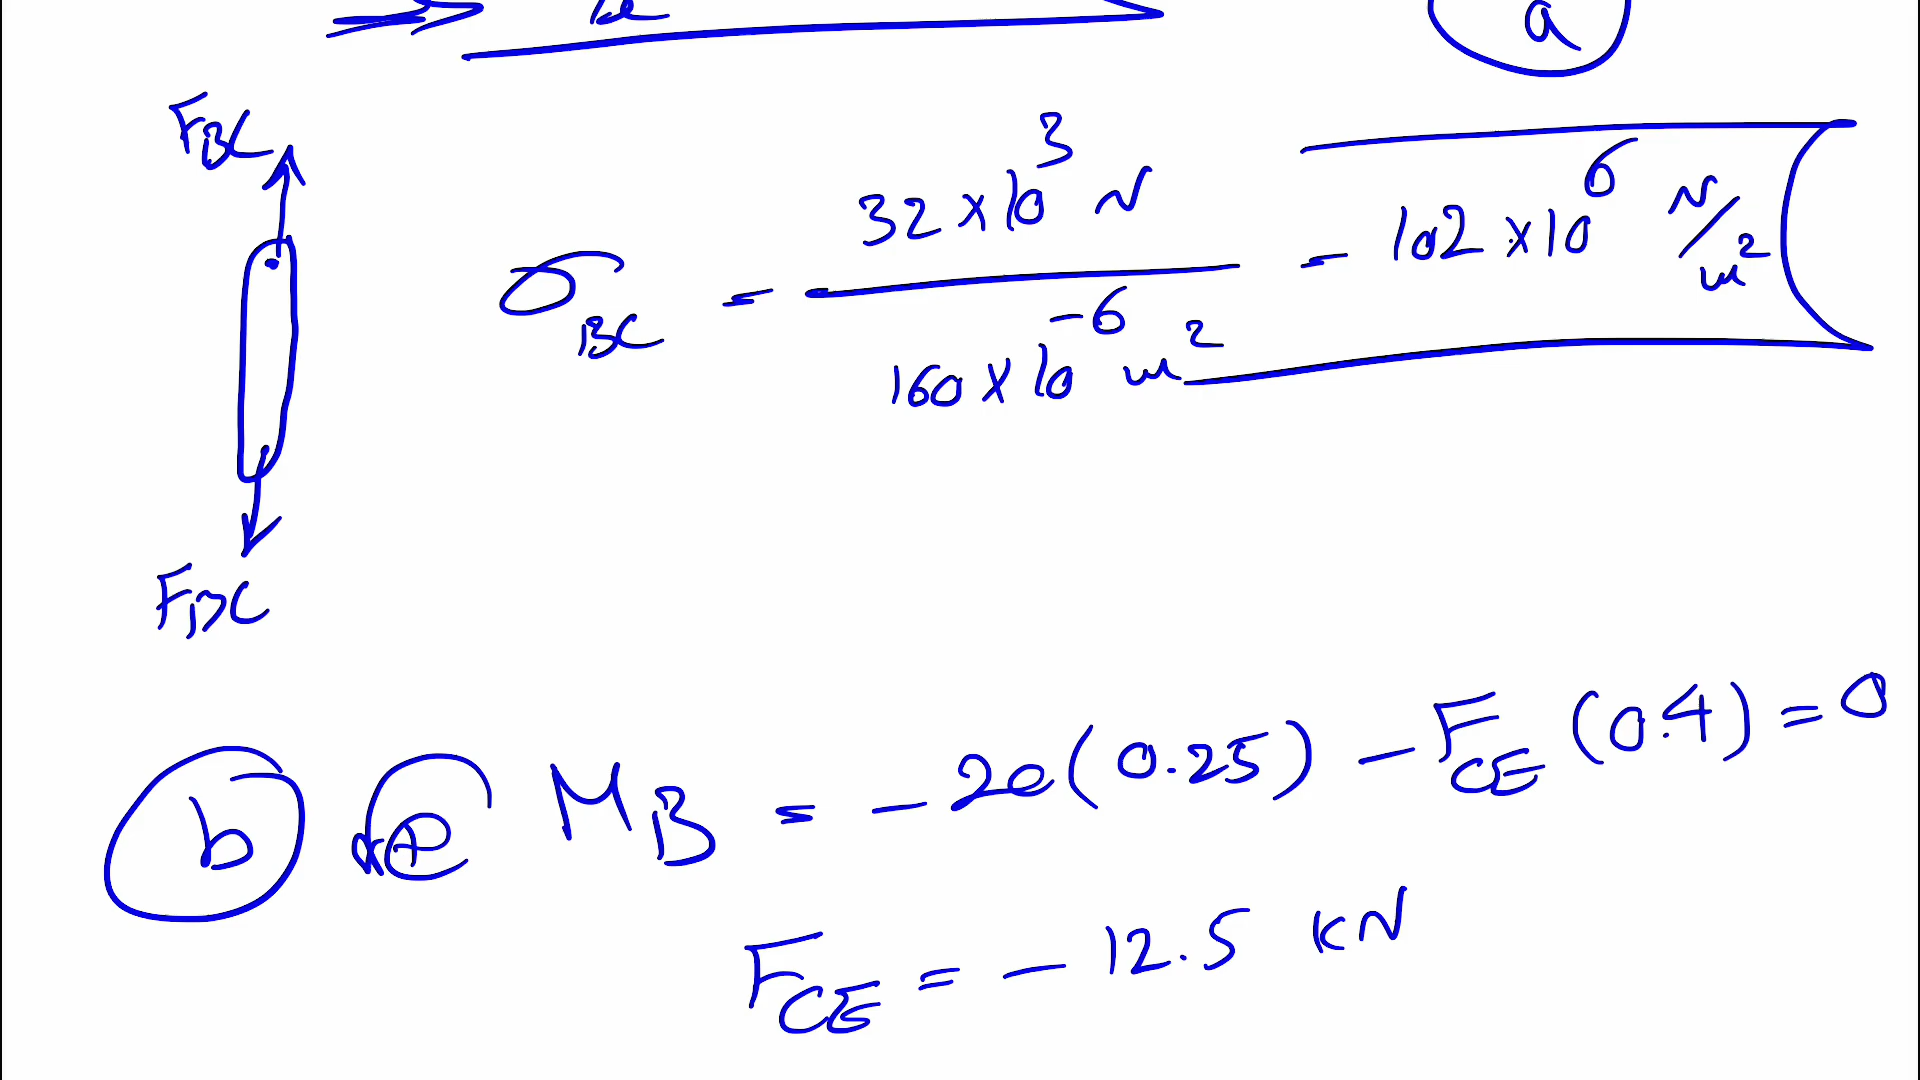 a
F_BC
σ_BC = 32 × 10^3 N / 160 × 10^-6 m^2 = 102 × 10^6 N/m^2
F_BC
b + M_B = - 20(0.25) - F_CE (0.4) = 0
F_CE = - 12.5 KN